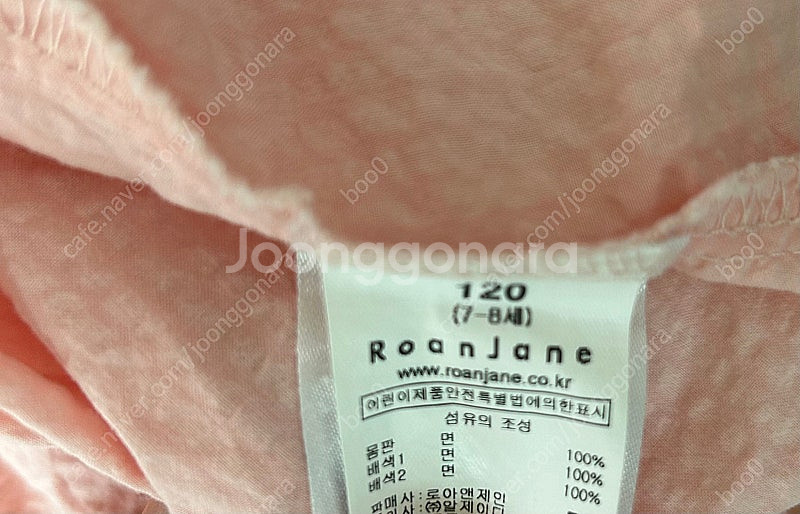 Joonggonara
cafe.naver.com/joonggonara
boo0
120
(7-8세)
RoanJane
www.roanjane.co.kr
어린이제품안전특별법에의한표시
섬유의 조성
몸판 면 100%
배색1 면 100%
배색2 면 100%
판매사 : 로아앤제인